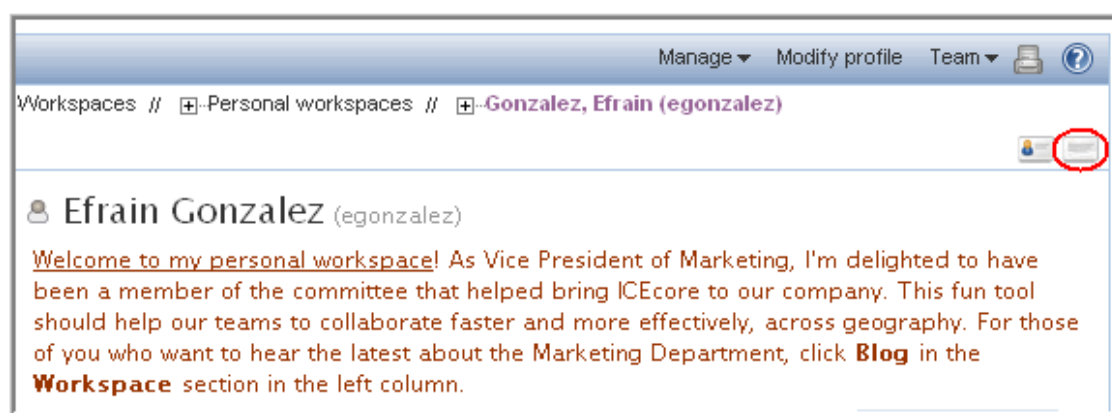 Manage Modify profile Team ?
Workspaces // Personal workspaces // Gonzalez, Efrain (egonzalez)
Efrain Gonzalez (egonzalez)
Welcome to my personal workspace! As Vice President of Marketing, I'm delighted to have
been a member of the committee that helped bring ICEcore to our company. This fun tool
should help our teams to collaborate faster and more effectively, across geography. For those
of you who want to hear the latest about the Marketing Department, click Blog in the
Workspace section in the left column.